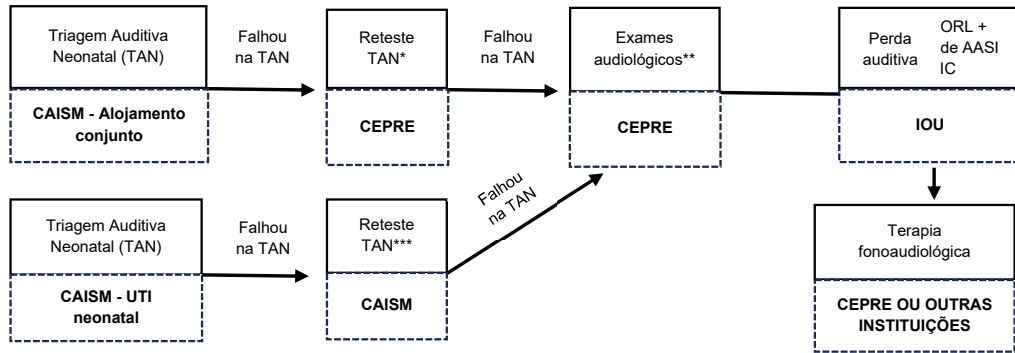 Triagem Auditiva
Neonatal (TAN)
CAISM - Alojamento
conjunto
Falhou
na TAN
Reteste
TAN*
CEPRE
Falhou
na TAN
Exames
audiológicos**
CEPRE
Perda
auditiva
ORL +
de AASI
IC
IOU
Triagem Auditiva
Neonatal (TAN)
CAISM - UTI
neonatal
Falhou
na TAN
Reteste
TAN***
CAISM
Falhou
na TAN
Terapia
fonoaudiológica
CEPRE OU OUTRAS
INSTITUIÇÕES